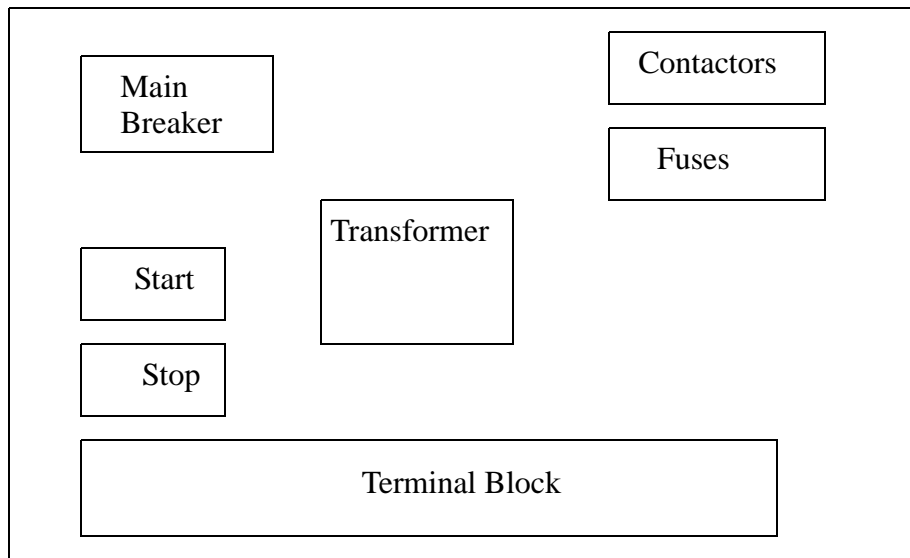 Main
Breaker
Contactors
Fuses
Transformer
Start
Stop
Terminal Block